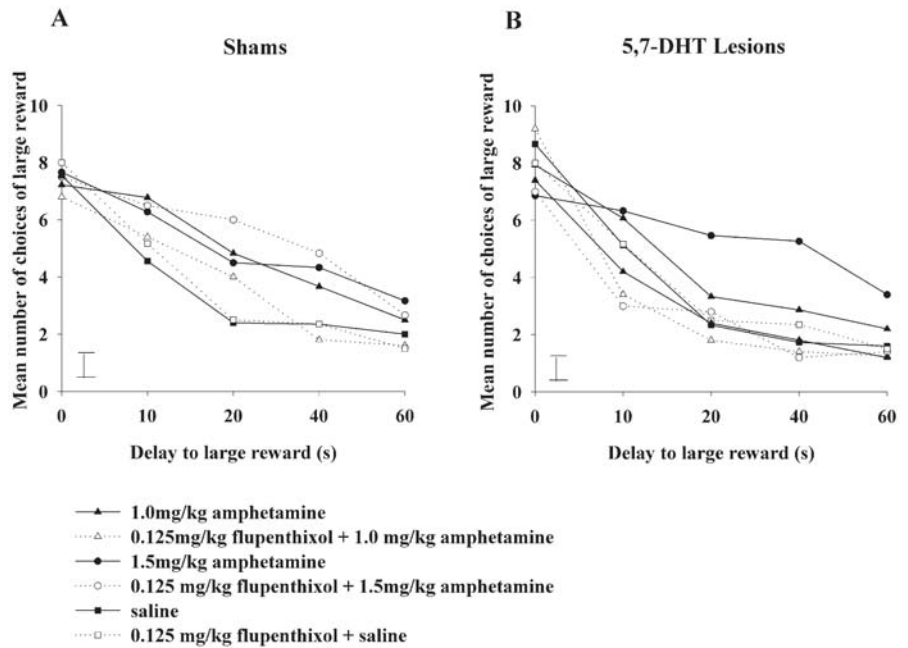 A
Shams
Mean number of choices of large reward
10
8
6
4
2
0
0 10 20 40 60
Delay to large reward (s)
B
5,7-DHT Lesions
Mean number of choices of large reward
10
8
6
4
2
0
0 10 20 40 60
Delay to large reward (s)
1.0mg/kg amphetamine
0.125mg/kg flupenthixol + 1.0 mg/kg amphetamine
1.5mg/kg amphetamine
0.125 mg/kg flupenthixol + 1.5mg/kg amphetamine
saline
0.125 mg/kg flupenthixol + saline